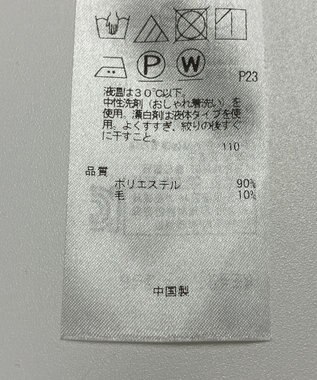 P W P23
液温は30℃以下。
中性洗剤（おしゃれ着洗い）を
使用。漂白剤は液体タイプを使
用。よくすすぎ、絞りの後すぐ
に干すこと。
110
品質
ポリエステル 90%
毛 10%
中国製